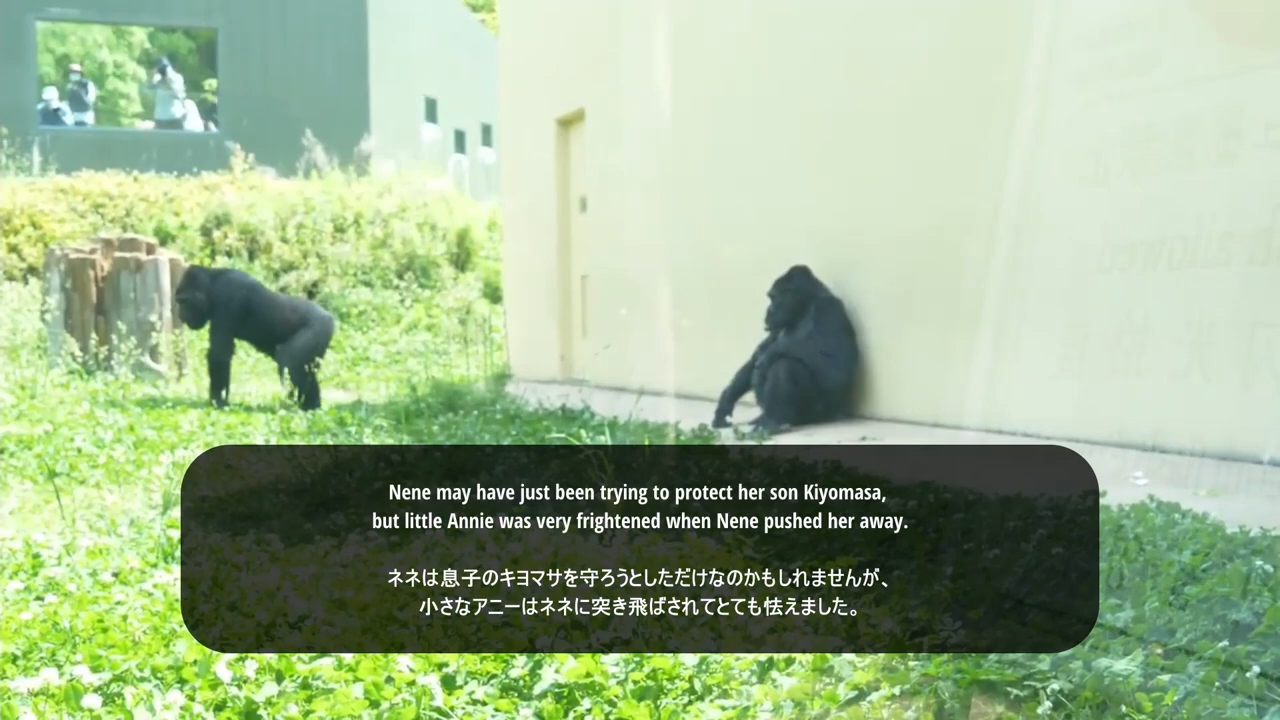 Nene may have just been trying to protect her son Kiyomasa,
but little Annie was very frightened when Nene pushed her away.
ネネは息子のキヨマサを守ろうとしただけなのかもしれませんが、
小さなアニーはネネに突き飛ばされてとても怯えました。
allowed